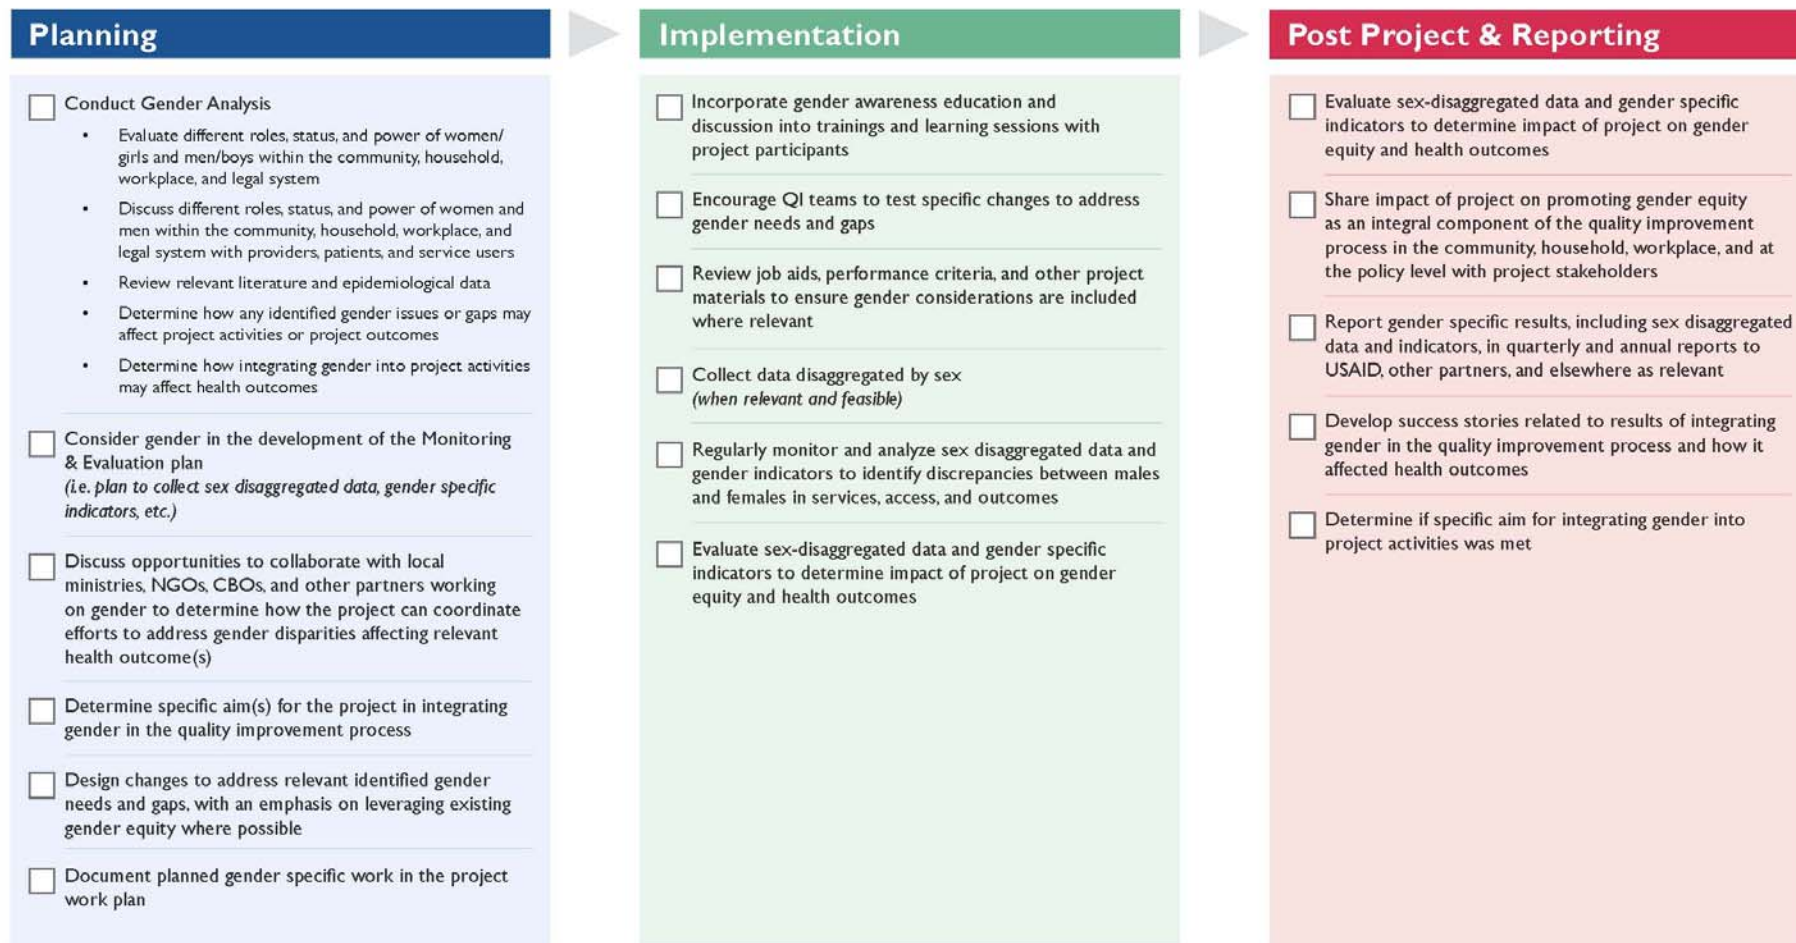 Planning
Conduct Gender Analysis
• Evaluate different roles, status, and power of women/
girls and men/boys within the community, household,
workplace, and legal system
• Discuss different roles, status, and power of women and
men within the community, household, workplace, and
legal system with providers, patients, and service users
• Review relevant literature and epidemiological data
• Determine how any identified gender issues or gaps may
affect project activities or project outcomes
• Determine how integrating gender into project activities
may affect health outcomes
Consider gender in the development of the Monitoring
& Evaluation plan
(i.e. plan to collect sex disaggregated data, gender specific
indicators, etc.)
Discuss opportunities to collaborate with local
ministries, NGOs, CBOs, and other partners working
on gender to determine how the project can coordinate
efforts to address gender disparities affecting relevant
health outcome(s)
Determine specific aim(s) for the project in integrating
gender in the quality improvement process
Design changes to address relevant identified gender
needs and gaps, with an emphasis on leveraging existing
gender equity where possible
Document planned gender specific work in the project
work plan
Implementation
Incorporate gender awareness education and
discussion into trainings and learning sessions with
project participants
Encourage QI teams to test specific changes to address
gender needs and gaps
Review job aids, performance criteria, and other project
materials to ensure gender considerations are included
where relevant
Collect data disaggregated by sex
(when relevant and feasible)
Regularly monitor and analyze sex disaggregated data and
gender indicators to identify discrepancies between males
and females in services, access, and outcomes
Evaluate sex-disaggregated data and gender specific
indicators to determine impact of project on gender
equity and health outcomes
Post Project & Reporting
Evaluate sex-disaggregated data and gender specific
indicators to determine impact of project on gender
equity and health outcomes
Share impact of project on promoting gender equity
as an integral component of the quality improvement
process in the community, household, workplace, and at
the policy level with project stakeholders
Report gender specific results, including sex disaggregated
data and indicators, in quarterly and annual reports to
USAID, other partners, and elsewhere as relevant
Develop success stories related to results of integrating
gender in the quality improvement process and how it
affected health outcomes
Determine if specific aim for integrating gender into
project activities was met